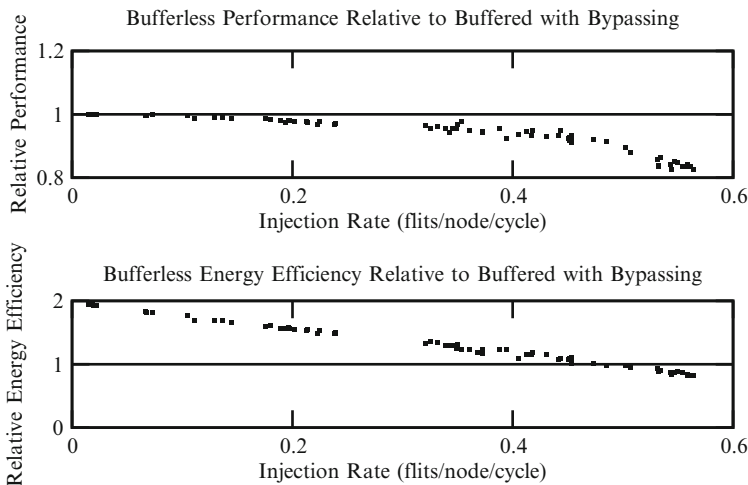 Bufferless Performance Relative to Buffered with Bypassing
Relative Performance
1.2
1
0.8
0
0.2
0.4
0.6
Injection Rate (flits/node/cycle)
Bufferless Energy Efficiency Relative to Buffered with Bypassing
Relative Energy Efficiency
2
1
0
0
0.2
0.4
0.6
Injection Rate (flits/node/cycle)